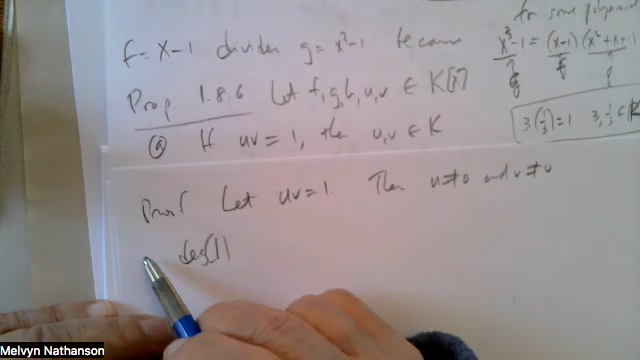 for some polynomial
f = x-1 divides g = x³-1 because
x³-1 = (x-1)(x²+x+1)
g f q
Prop. 1.8.6 Let f,g,h,u,v ∈ K[x]
(a) If uv = 1, then u,v ∈ K
3(1/3) = 1 3, 1/3 ∈ K
Proof Let uv = 1. Then u≠0 and v≠0
deg(1)
Melvyn Nathanson